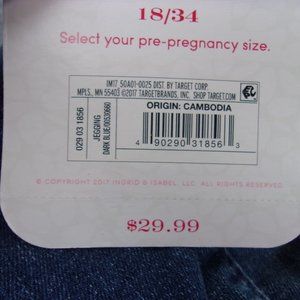 18/34
Select your pre-pregnancy size.
IM17 50A01-0025 DIST. BY TARGET CORP
MPLS., MN 55403 ©2017 TARGETBRANDS, INC. SHOP TARGET.COM
029 03 1856
JEGGING
DARK BLUE/00S30660
ORIGIN: CAMBODIA
4 90290 31856 3
© COPYRIGHT 2017 INGRID & ISABEL, LLC. ALL RIGHTS RESERVED
$29.99